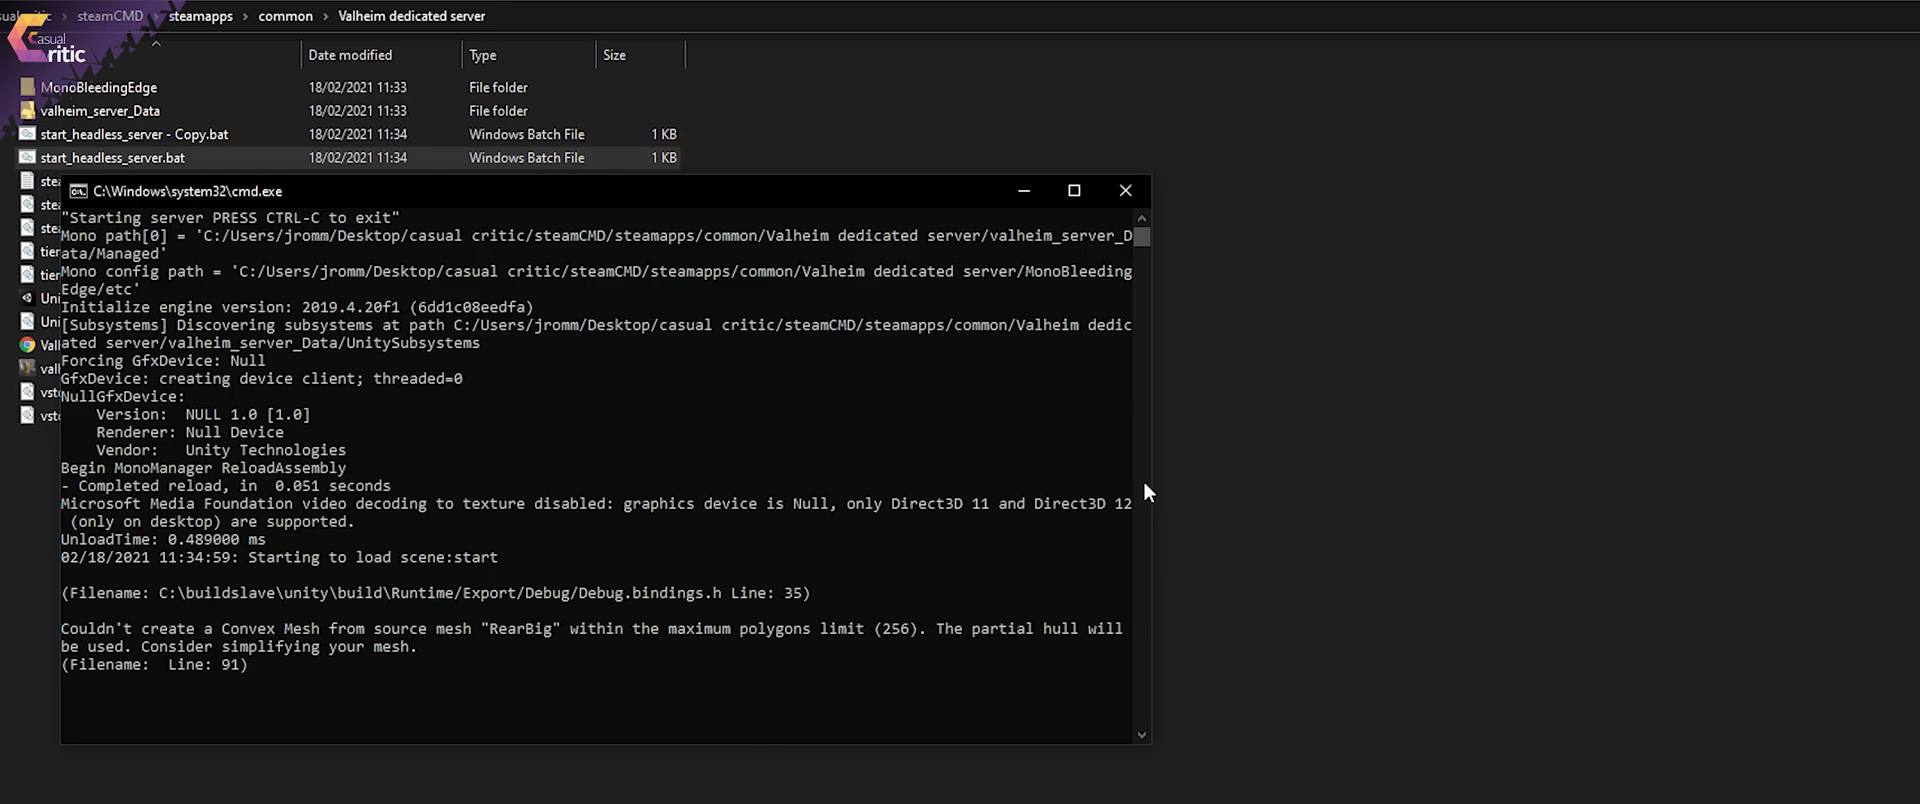 steamCMD > steamapps > common > Valheim dedicated server
Casual
Critic
Date modified Type Size
MonoBleedingEdge 18/02/2021 11:33 File folder
valheim_server_Data 18/02/2021 11:33 File folder
start_headless_server - Copy.bat 18/02/2021 11:34 Windows Batch File 1 KB
start_headless_server.bat 18/02/2021 11:34 Windows Batch File 1 KB
C:\Windows\system32\cmd.exe
"Starting server PRESS CTRL-C to exit"
Mono path[0] = 'C:/Users/jromm/Desktop/casual critic/steamCMD/steamapps/common/Valheim dedicated server/valheim_server_D
ata/Managed'
Mono config path = 'C:/Users/jromm/Desktop/casual critic/steamCMD/steamapps/common/Valheim dedicated server/MonoBleeding
Edge/etc'
Initialize engine version: 2019.4.20f1 (6dd1c08eedfa)
[Subsystems] Discovering subsystems at path C:/Users/jromm/Desktop/casual critic/steamCMD/steamapps/common/Valheim dedic
ated server/valheim_server_Data/UnitySubsystems
Forcing GfxDevice: Null
GfxDevice: creating device client; threaded=0
NullGfxDevice:
Version: NULL 1.0 [1.0]
Renderer: Null Device
Vendor: Unity Technologies
Begin MonoManager ReloadAssembly
- Completed reload, in 0.051 seconds
Microsoft Media Foundation video decoding to texture disabled: graphics device is Null, only Direct3D 11 and Direct3D 12
(only on desktop) are supported.
UnloadTime: 0.489000 ms
02/18/2021 11:34:59: Starting to load scene:start
(Filename: C:\buildslave\unity\build\Runtime/Export/Debug/Debug.bindings.h Line: 35)
Couldn't create a Convex Mesh from source mesh "RearBig" within the maximum polygons limit (256). The partial hull will
be used. Consider simplifying your mesh.
(Filename: Line: 91)
ste
ste
ste
tier
ter
Uni
Uni
Val
val
vst
vst